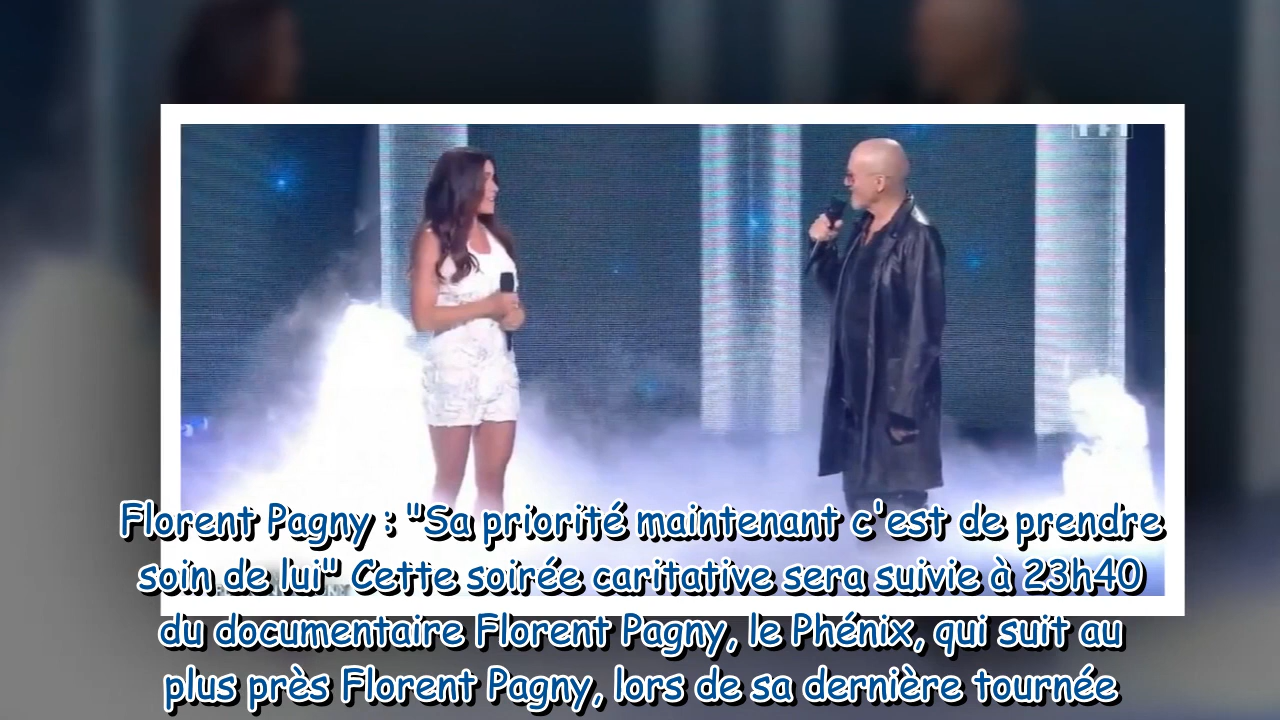 TF1
Florent Pagny : "Sa priorité maintenant c'est de prendre
soin de lui" Cette soirée caritative sera suivie à 23h40
du documentaire Florent Pagny, le Phénix, qui suit au
plus près Florent Pagny, lors de sa dernière tournée